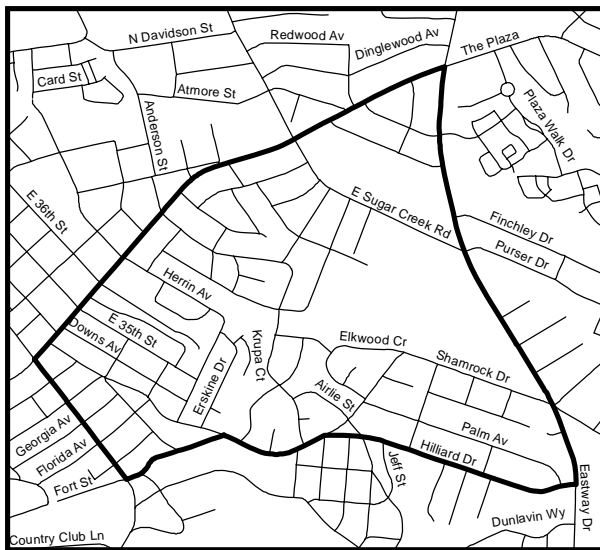 N Davidson St
Redwood Av
Dinglewood Av
The Plaza
Card St
Atmore St
Anderson St
Plaza Walk Dr
E 36th St
E Sugar Creek Rd
Finchley Dr
Purser Dr
Herrin Av
E 35th St
Downs Av
Krupa Ct
Elkwood Cr
Shamrock Dr
Erskine Dr
Airlie St
Georgia Av
Palm Av
Florida Av
Hilliard Dr
Jeff St
Fort St
Eastway Dr
Dunlavin Wy
Country Club Ln